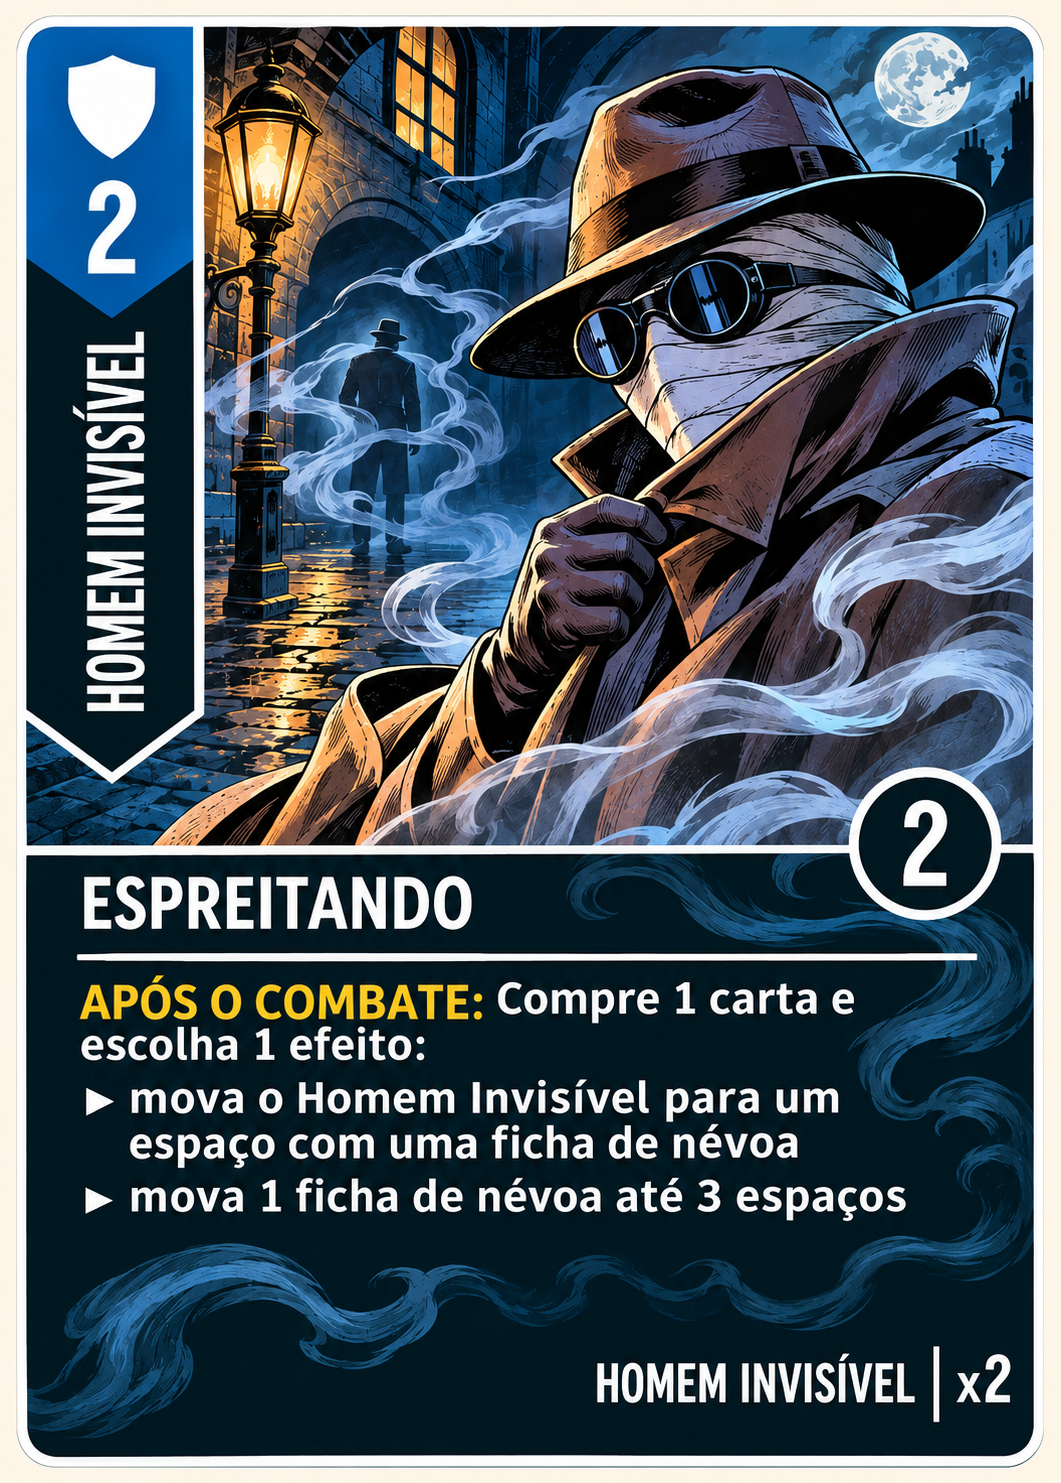 2
HOMEM INVISÍVEL
2
ESPREITANDO
APÓS O COMBATE: Compre 1 carta e
escolha 1 efeito:
► mova o Homem Invisível para um
espaço com uma ficha de névoa
► mova 1 ficha de névoa até 3 espaços
HOMEM INVISÍVEL | x2